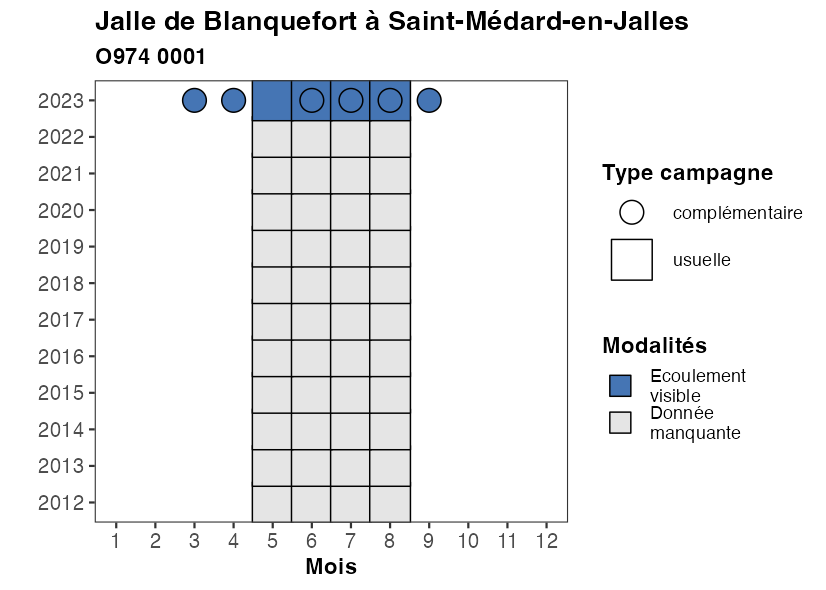 Jalle de Blanquefort à Saint-Médard-en-Jalles
O974 0001
2023
2022
2021
2020
2019
2018
2017
2016
2015
2014
2013
2012
1 2 3 4 5 6 7 8 9 10 11 12
Mois
Type campagne
complémentaire
usuelle
Modalités
Ecoulement
visible
Donnée
manquante